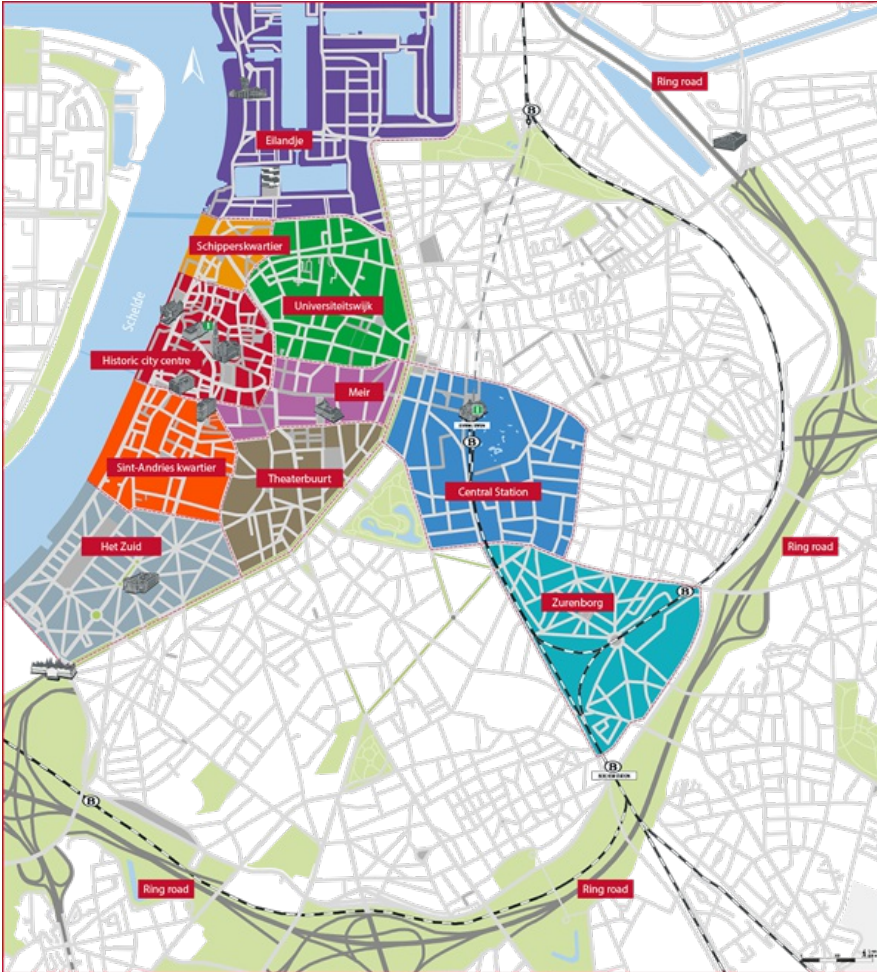 Ring road
Eilandje
Schipperskwartier
Universiteitswijk
Schelde
Historic city centre
Meir
Sint-Andries kwartier
Theaterbuurt
Central Station
Het Zuid
Ring road
Zurenborg
Ring road
Ring road
B
B
B
B
B